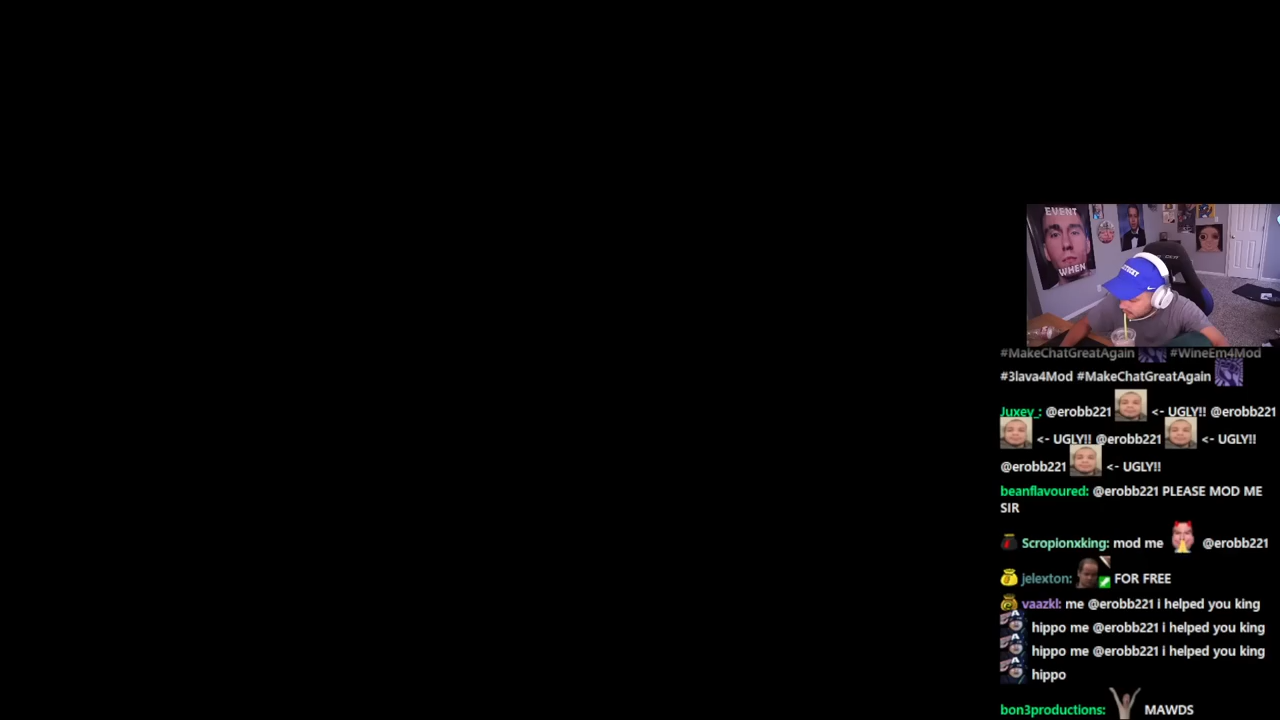 EVENT
WHEN
#MakeChatGreatAgain #WineEm4Mod
#3lava4Mod #MakeChatGreatAgain
Juxey_: @erobb221 <- UGLY!! @erobb221
<- UGLY!! @erobb221 <- UGLY!!
@erobb221 <- UGLY!!
beanflavoured: @erobb221 PLEASE MOD ME
SIR
Scropionxking: mod me @erobb221
jelexton: FOR FREE
vaazkl: me @erobb221 i helped you king
hippo me @erobb221 i helped you king
hippo me @erobb221 i helped you king
hippo
bon3productions: MAWDS